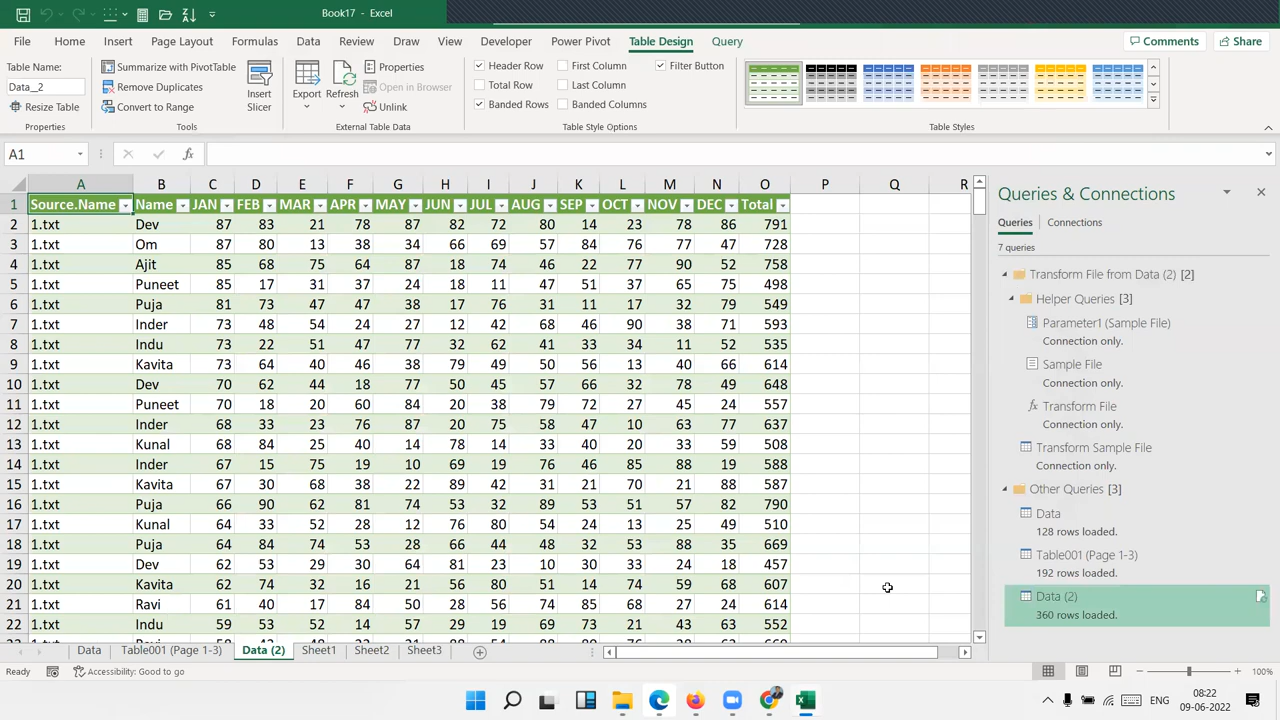 Book17 - Excel
File Home Insert Page Layout Formulas Data Review View Draw Developer Power Pivot Table Design Query Comments Share
Table Name:
Data__2
Resize Table
Properties
Summarize with PivotTable
Remove Duplicates
Convert to Range
Insert Slicer
Tools
Export
Refresh
Properties
Open in Browser
Unlink
External Table Data
Header Row First Column Filter Button
Total Row Last Column
Banded Rows Banded Columns
Table Style Options
Table Styles
A1
fx
A B C D E F G H I J K L M N O P Q R
1 Source.Name Name JAN FEB MAR APR MAY JUN JUL AUG SEP OCT NOV DEC Total
2 1.txt Dev 87 83 21 78 87 82 72 80 14 23 78 86 791
3 1.txt Om 87 80 13 38 34 66 69 57 84 76 77 47 728
4 1.txt Ajit 85 68 75 64 87 18 74 46 22 77 90 52 758
5 1.txt Puneet 85 17 31 37 24 18 11 47 51 37 65 75 498
6 1.txt Puja 81 73 47 47 38 17 76 31 11 17 32 79 549
7 1.txt Inder 73 48 54 24 27 12 42 68 46 90 38 71 593
8 1.txt Indu 73 22 51 47 77 32 62 41 33 34 11 52 535
9 1.txt Kavita 73 64 40 46 38 79 49 50 56 13 40 66 614
10 1.txt Dev 70 62 44 18 77 50 45 57 66 32 78 49 648
11 1.txt Puneet 70 18 20 60 84 20 38 79 72 27 45 24 557
12 1.txt Inder 68 33 23 76 87 20 75 58 47 10 63 77 637
13 1.txt Kunal 68 84 25 40 14 78 14 33 40 20 33 59 508
14 1.txt Inder 67 15 75 19 10 69 19 76 46 85 88 19 588
15 1.txt Kavita 67 30 68 38 22 89 42 31 21 70 21 88 587
16 1.txt Puja 66 90 62 81 74 53 32 89 53 51 57 82 790
17 1.txt Kunal 64 33 52 28 12 76 80 54 24 13 25 49 510
18 1.txt Puja 64 84 74 53 28 66 44 48 32 53 88 35 669
19 1.txt Dev 62 53 29 30 64 81 23 10 30 33 24 18 457
20 1.txt Kavita 62 74 32 16 21 56 80 51 14 74 59 68 607
21 1.txt Ravi 61 40 17 84 50 28 56 74 85 68 27 24 614
22 1.txt Indu 59 53 52 14 57 29 19 69 73 21 43 63 552
Data Table001 (Page 1-3) Data (2) Sheet1 Sheet2 Sheet3
Queries & Connections
Queries Connections
7 queries
Transform File from Data (2) [2]
Helper Queries [3]
Parameter1 (Sample File)
Connection only.
Sample File
Connection only.
fx Transform File
Connection only.
Transform Sample File
Connection only.
Other Queries [3]
Data
128 rows loaded.
Table001 (Page 1-3)
192 rows loaded.
Data (2)
360 rows loaded.
Ready Accessibility: Good to go 100%
ENG
08:22
09-06-2022